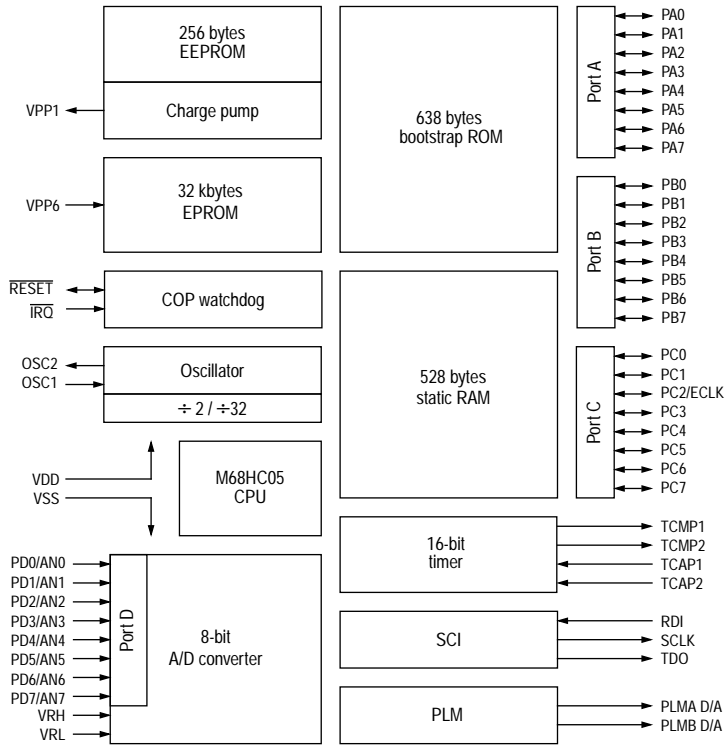 256 bytes
EEPROM
Charge pump
VPP1
32 kbytes
EPROM
VPP6
RESET
IRQ
COP watchdog
OSC2
OSC1
Oscillator
÷ 2 / ÷32
VDD
VSS
M68HC05
CPU
PD0/AN0
PD1/AN1
PD2/AN2
PD3/AN3
PD4/AN4
PD5/AN5
PD6/AN6
PD7/AN7
VRH
VRL
Port D
8-bit
A/D converter
638 bytes
bootstrap ROM
528 bytes
static RAM
16-bit
timer
SCI
PLM
Port A
PA0
PA1
PA2
PA3
PA4
PA5
PA6
PA7
Port B
PB0
PB1
PB2
PB3
PB4
PB5
PB6
PB7
Port C
PC0
PC1
PC2/ECLK
PC3
PC4
PC5
PC6
PC7
TCMP1
TCMP2
TCAP1
TCAP2
RDI
SCLK
TDO
PLMA D/A
PLMB D/A